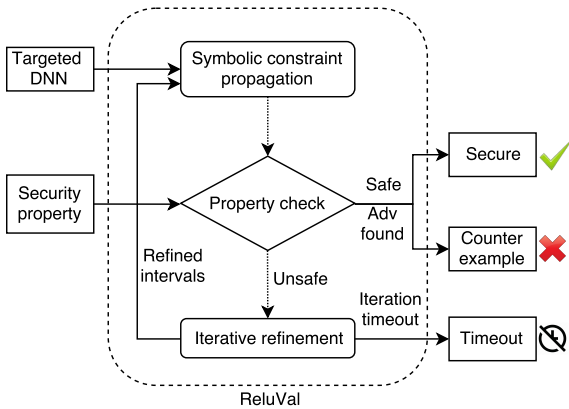 Targeted
DNN
Symbolic constraint
propagation
Security
property
Property check
Safe
Adv
found
Secure
Counter
example
Refined
intervals
Unsafe
Iteration
timeout
Iterative refinement
Timeout
ReluVal